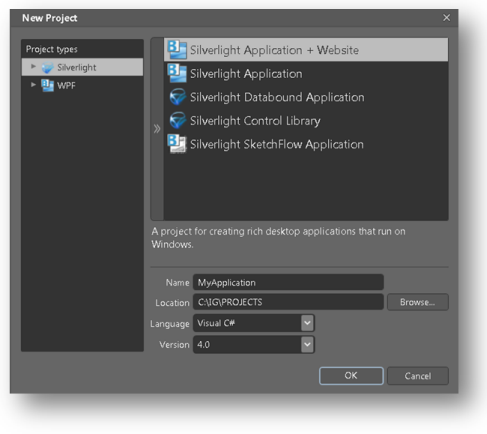 New Project
Project types
Silverlight
WPF
Silverlight Application + Website
Silverlight Application
Silverlight Databound Application
Silverlight Control Library
Silverlight SketchFlow Application
A project for creating rich desktop applications that run on
Windows.
Name MyApplication
Location C:\IG\PROJECTS Browse...
Language Visual C#
Version 4.0
OK Cancel